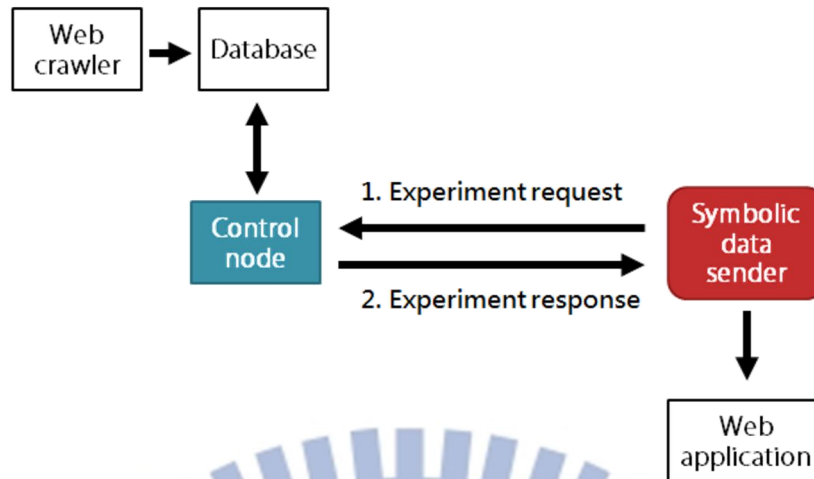 Web
crawler
Database
1. Experiment request
Control
node
Symbolic
data
sender
2. Experiment response
Web
application